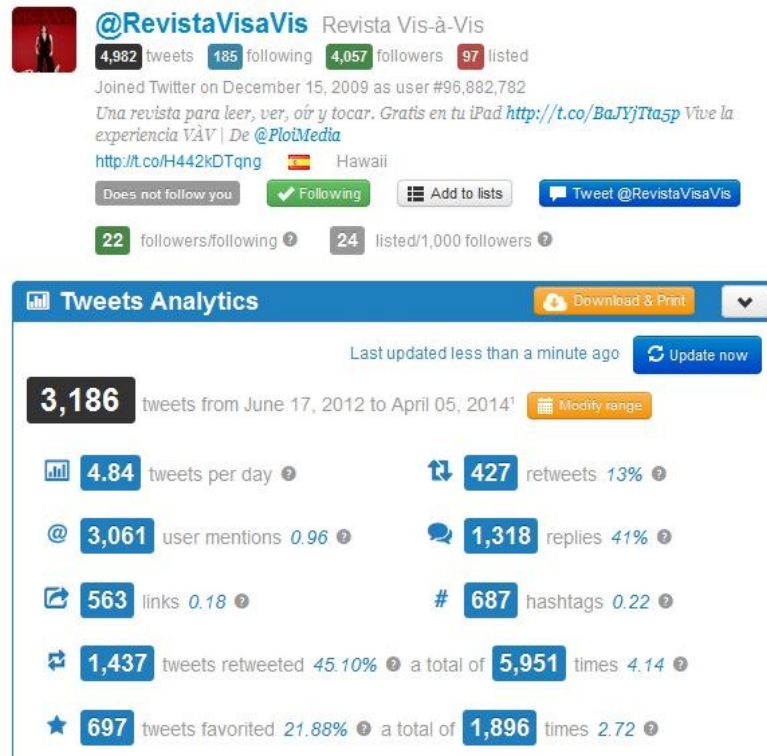 @RevistaVisaVis Revista Vis-à-Vis
4,982 tweets 185 following 4,057 followers 97 listed
Joined Twitter on December 15, 2009 as user #96,882,782
Una revista para leer, ver, oír y tocar. Gratis en tu iPad http://t.co/BaJYjTta5p Vive la
experiencia VÀV | De @PloiMedia
http://t.co/H442kDTqng Hawaii
Does not follow you Following Add to lists Tweet @RevistaVisaVis
22 followers/following ? 24 listed/1,000 followers ?
Tweets Analytics Download & Print
Last updated less than a minute ago Update now
3,186 tweets from June 17, 2012 to April 05, 2014¹ Modify range
4.84 tweets per day ? 427 retweets 13% ?
@ 3,061 user mentions 0.96 ? 1,318 replies 41% ?
563 links 0.18 ? # 687 hashtags 0.22 ?
1,437 tweets retweeted 45.10% ? a total of 5,951 times 4.14 ?
697 tweets favorited 21.88% ? a total of 1,896 times 2.72 ?